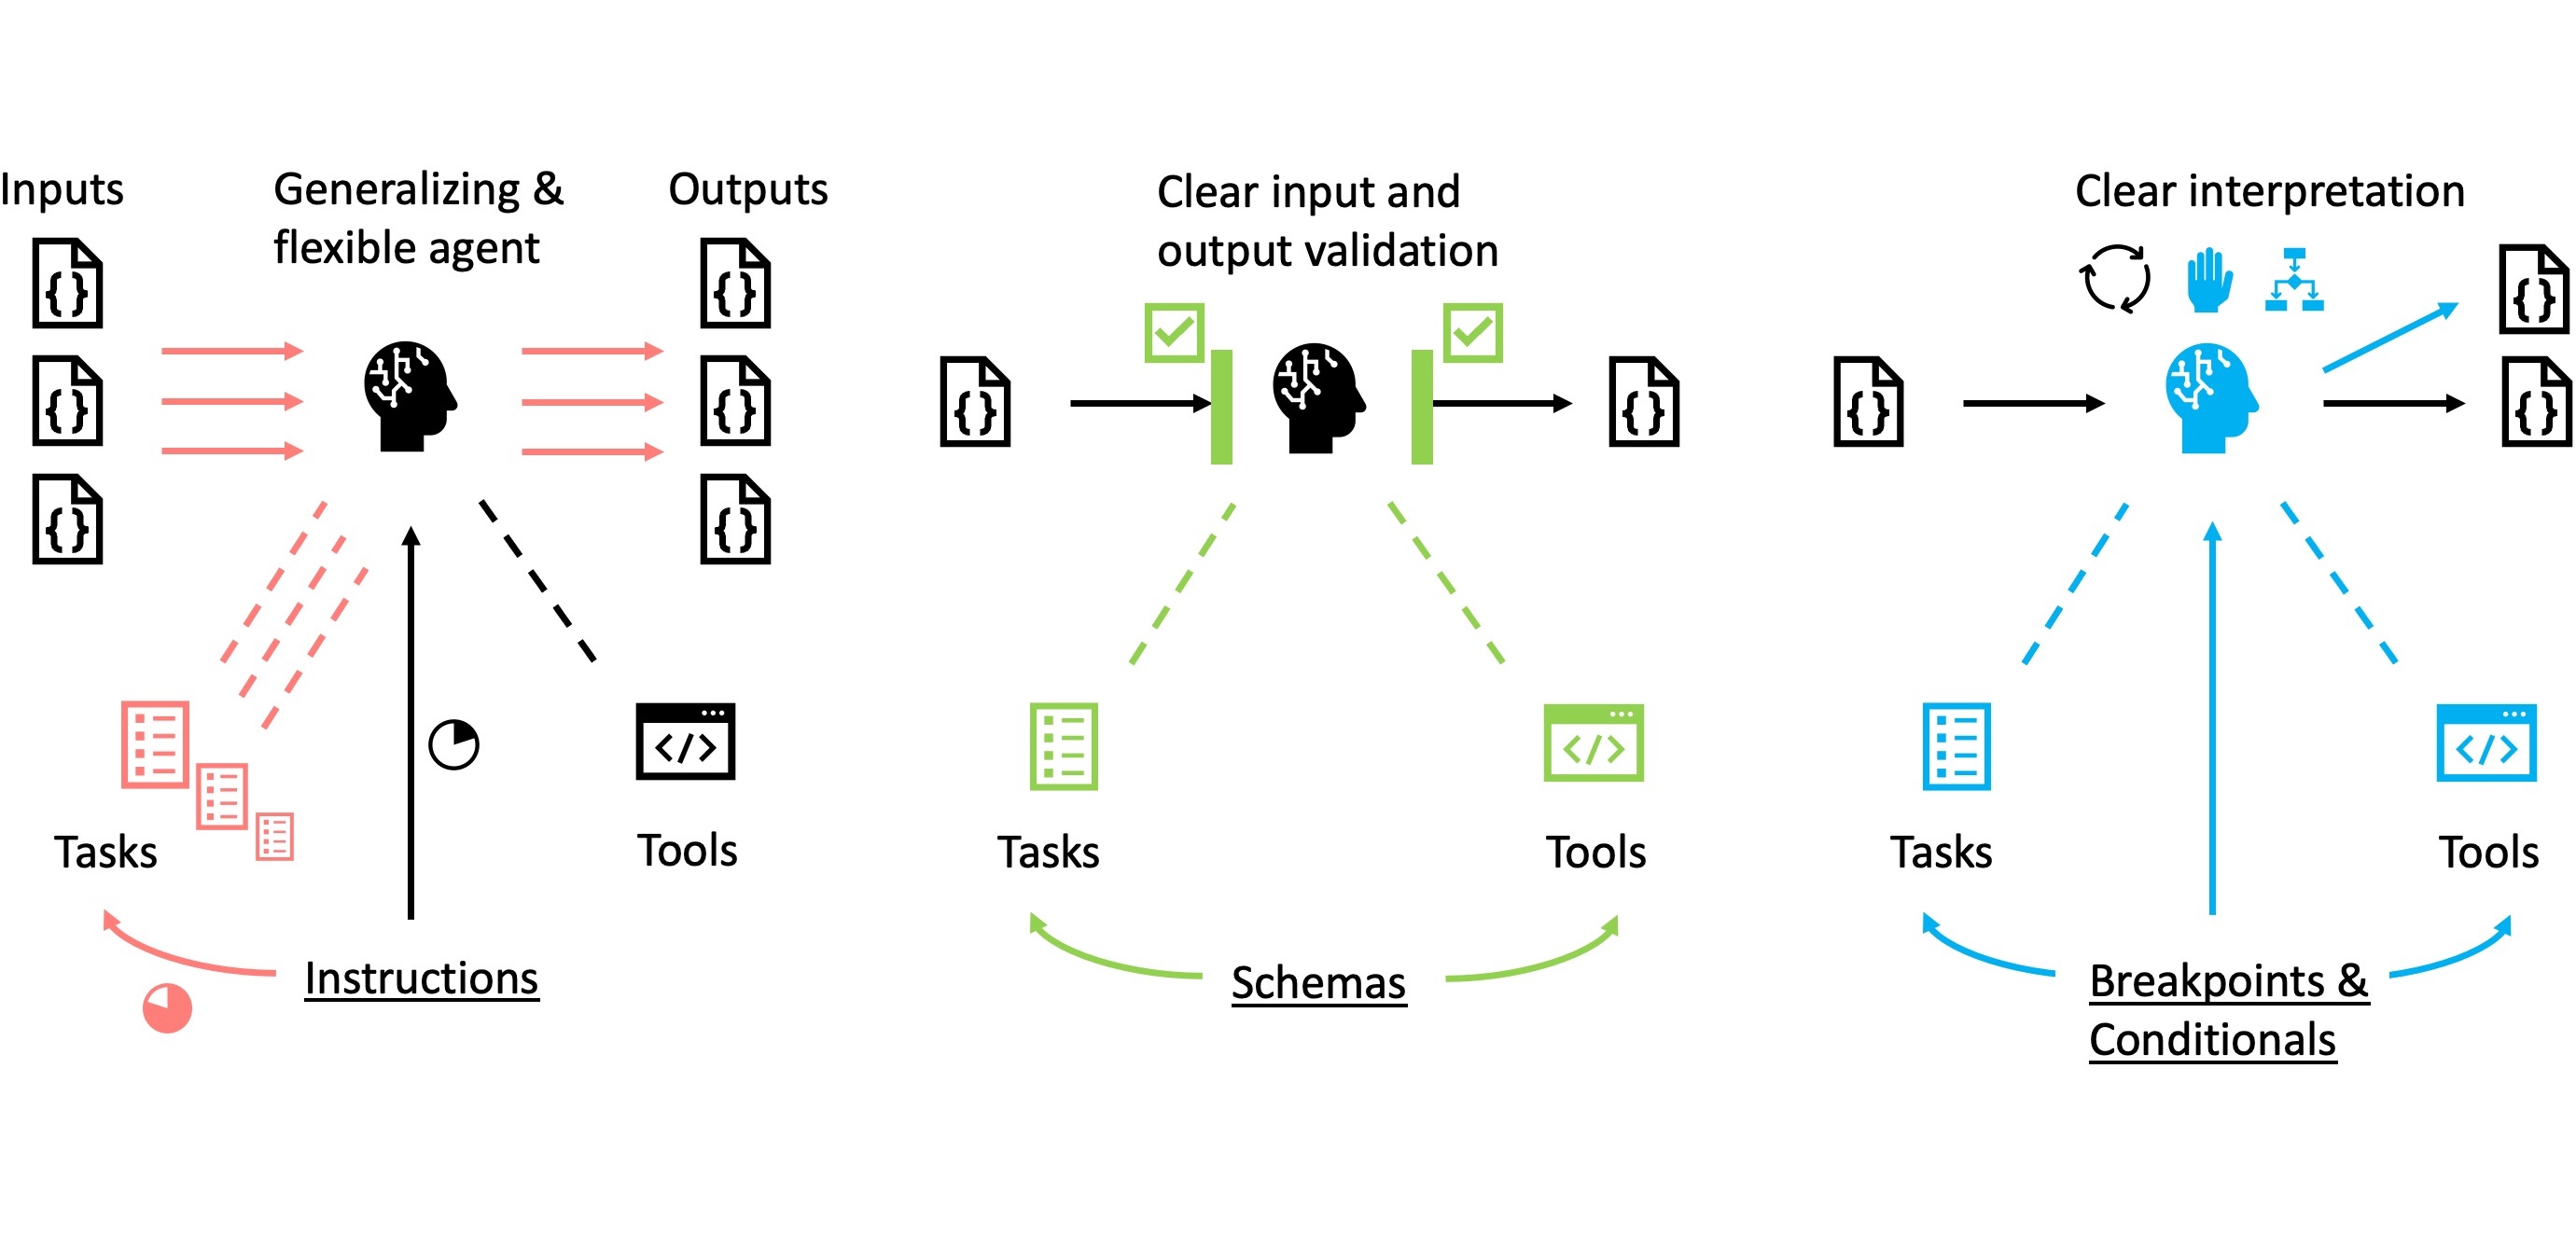 Inputs
Generalizing &
flexible agent
Outputs
{}
{}
{}
{}
{}
{}
Tasks
</>
Tools
Instructions
Clear input and
output validation
{}
{}
Tasks
</>
Tools
Schemas
Clear interpretation
{}
{}
{}
Tasks
</>
Tools
Breakpoints &
Conditionals